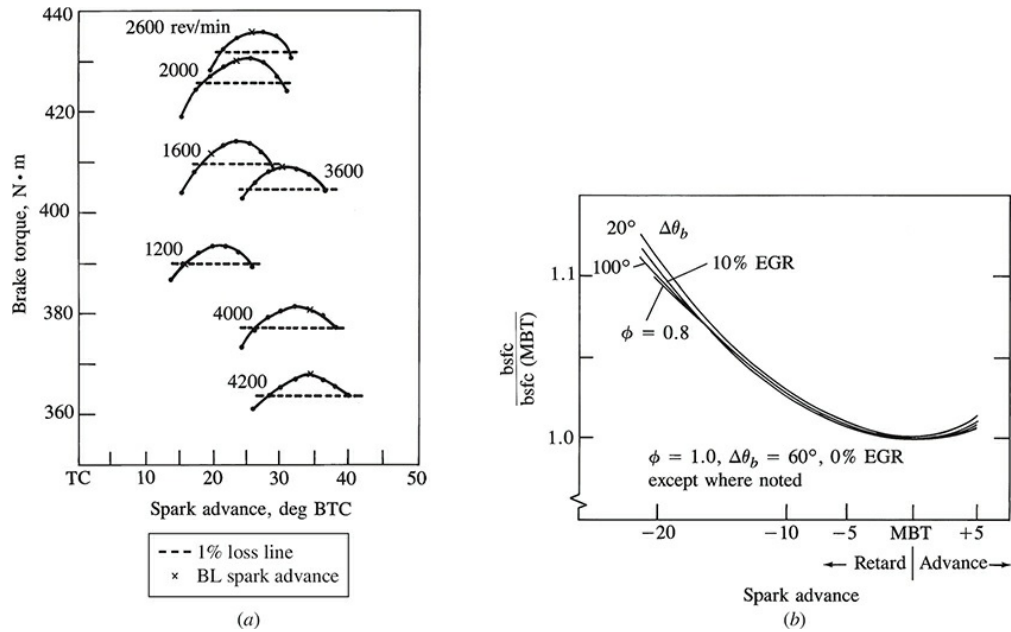 440
2600 rev/min
2000
420
1600
3600
400
1200
380
4000
4200
360
Brake torque, N • m
TC 10 20 30 40 50
Spark advance, deg BTC
1% loss line
× BL spark advance
(a)
20° Δθb
10% EGR
100°
1.1
ϕ = 0.8
bsfc
bsfc (MBT)
1.0
ϕ = 1.0, Δθb = 60°, 0% EGR
except where noted
−20 −10 −5 MBT +5
Retard Advance
Spark advance
(b)